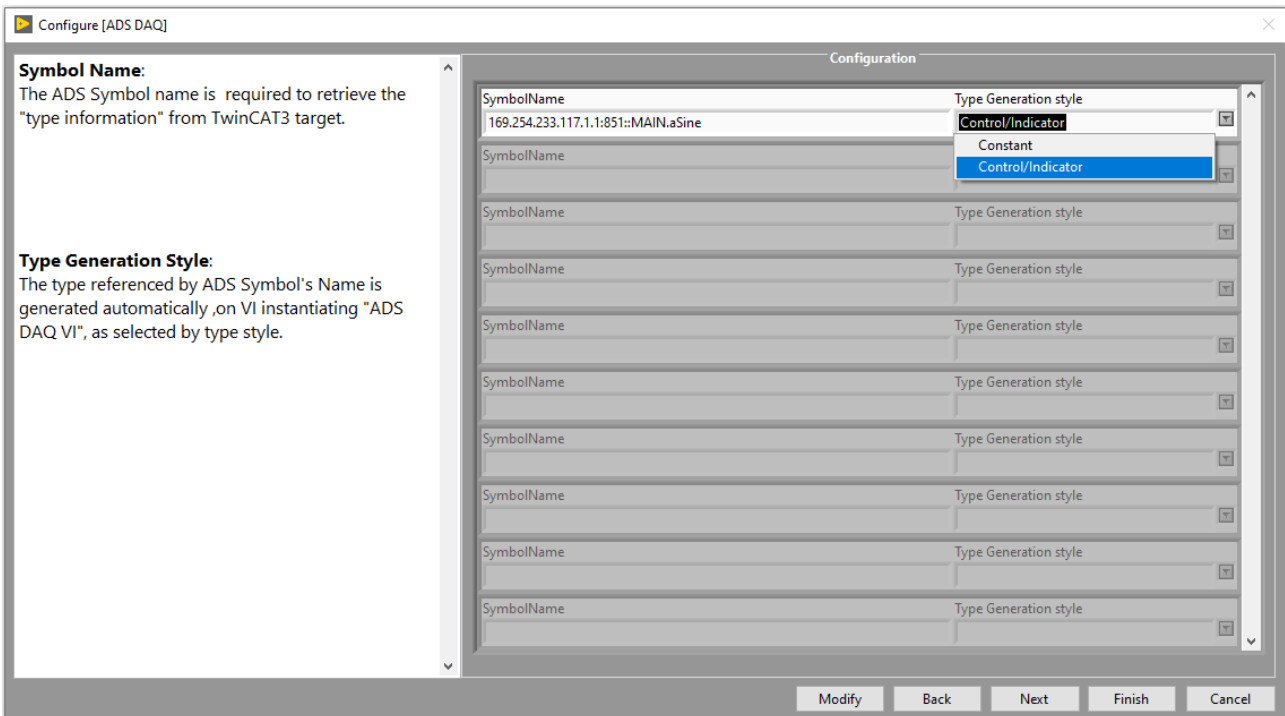 Configure [ADS DAQ]
Symbol Name:
The ADS Symbol name is  required to retrieve the
"type information" from TwinCAT3 target.
Type Generation Style:
The type referenced by ADS Symbol's Name is
generated automatically ,on VI instantiating "ADS
DAQ VI", as selected by type style.
Configuration
SymbolName Type Generation style
169.254.233.117.1.1:851::MAIN.aSine Control/Indicator
Constant
Control/Indicator
SymbolName
SymbolName Type Generation style
SymbolName Type Generation style
SymbolName Type Generation style
SymbolName Type Generation style
SymbolName Type Generation style
SymbolName Type Generation style
SymbolName Type Generation style
SymbolName Type Generation style
Modify Back Next Finish Cancel